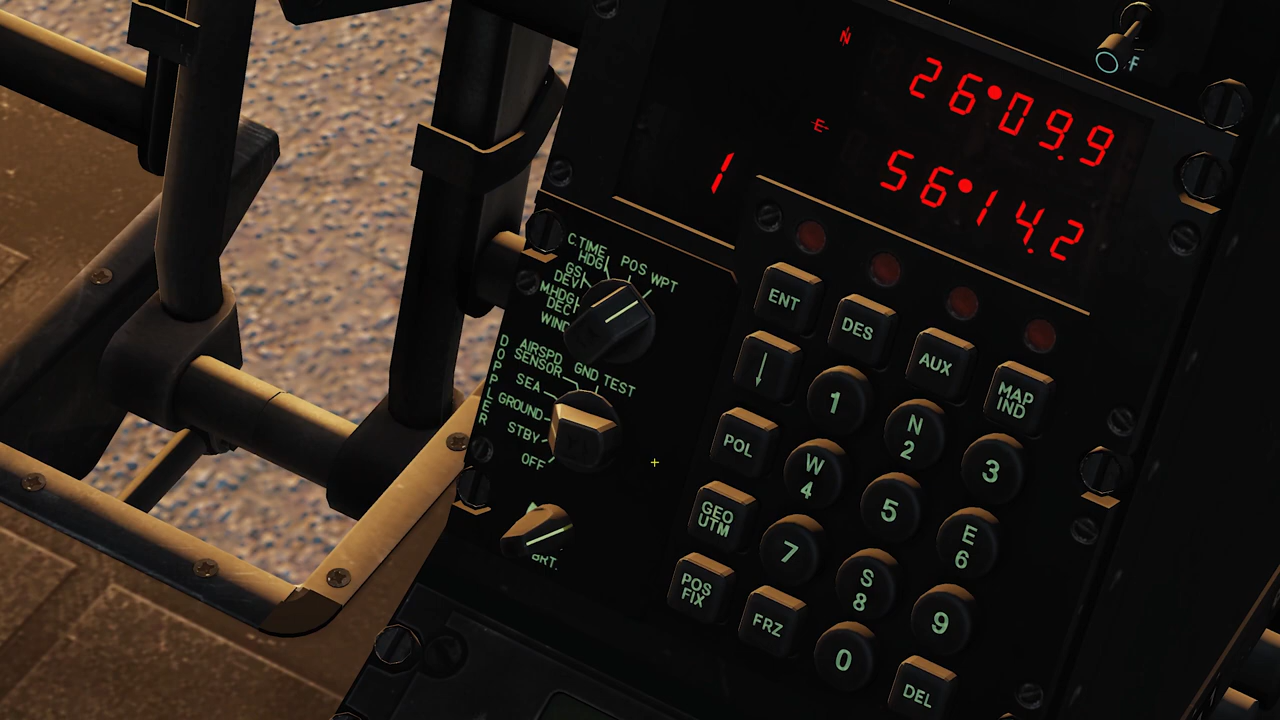 N 26°09.9
E 56°14.2
1
C.TIME
HDG
POS
WPT
GS
DEV
M.HDG
DEC
WIND
DOPPLER
AIRSPD
SENSOR
GND
TEST
SEA
GROUND
STBY
OFF
BRT.
ENT
DES
AUX
MAP
IND
↓
1
N
2
3
POL
W
4
5
E
6
GEO
UTM
7
S
8
9
POS
FIX
FRZ
0
DEL